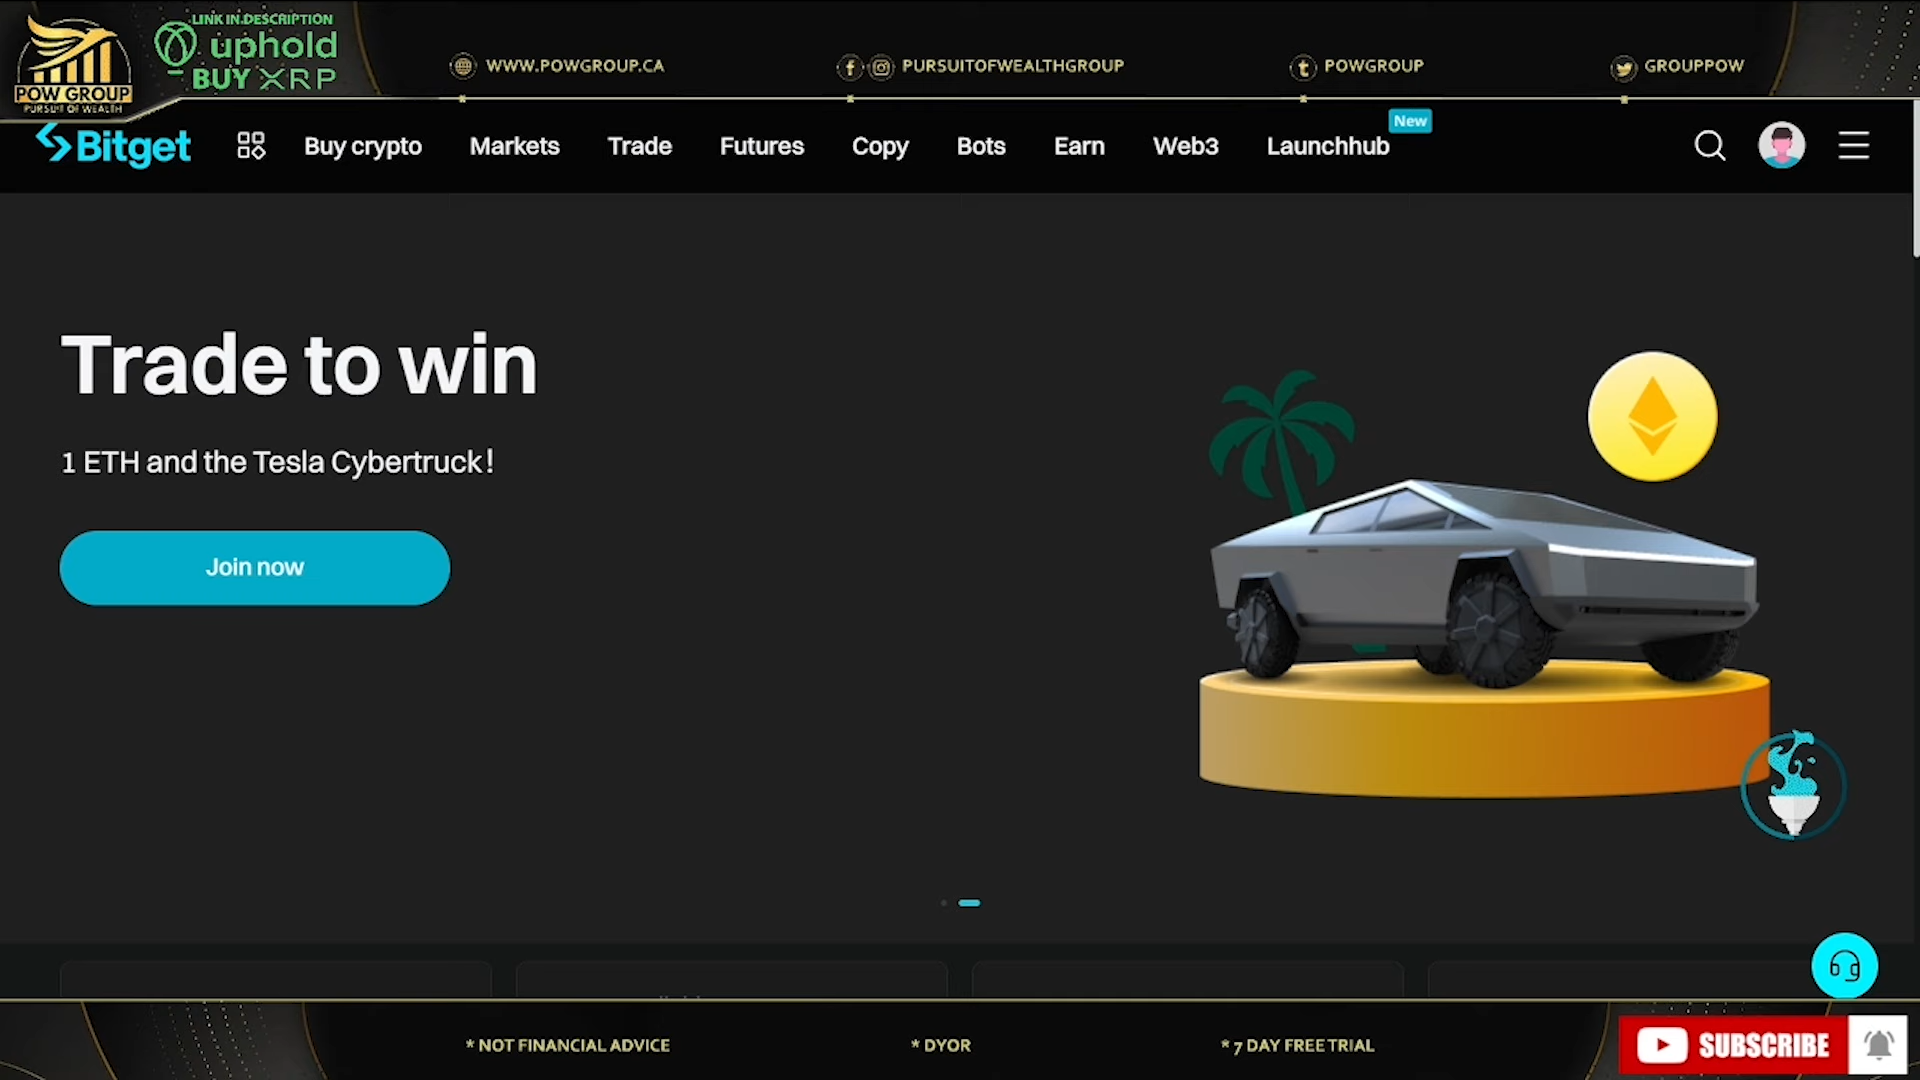 LINK IN DESCRIPTION
uphold
BUY XRP
POW GROUP
PURSUIT OF WEALTH
WWW.POWGROUP.CA
PURSUITOFWEALTHGROUP
POWGROUP
GROUPPOW
Bitget
Buy crypto
Markets
Trade
Futures
Copy
Bots
Earn
Web3
Launchhub
New
Trade to win
1 ETH and the Tesla Cybertruck!
Join now
* NOT FINANCIAL ADVICE
* DYOR
* 7 DAY FREE TRIAL
SUBSCRIBE